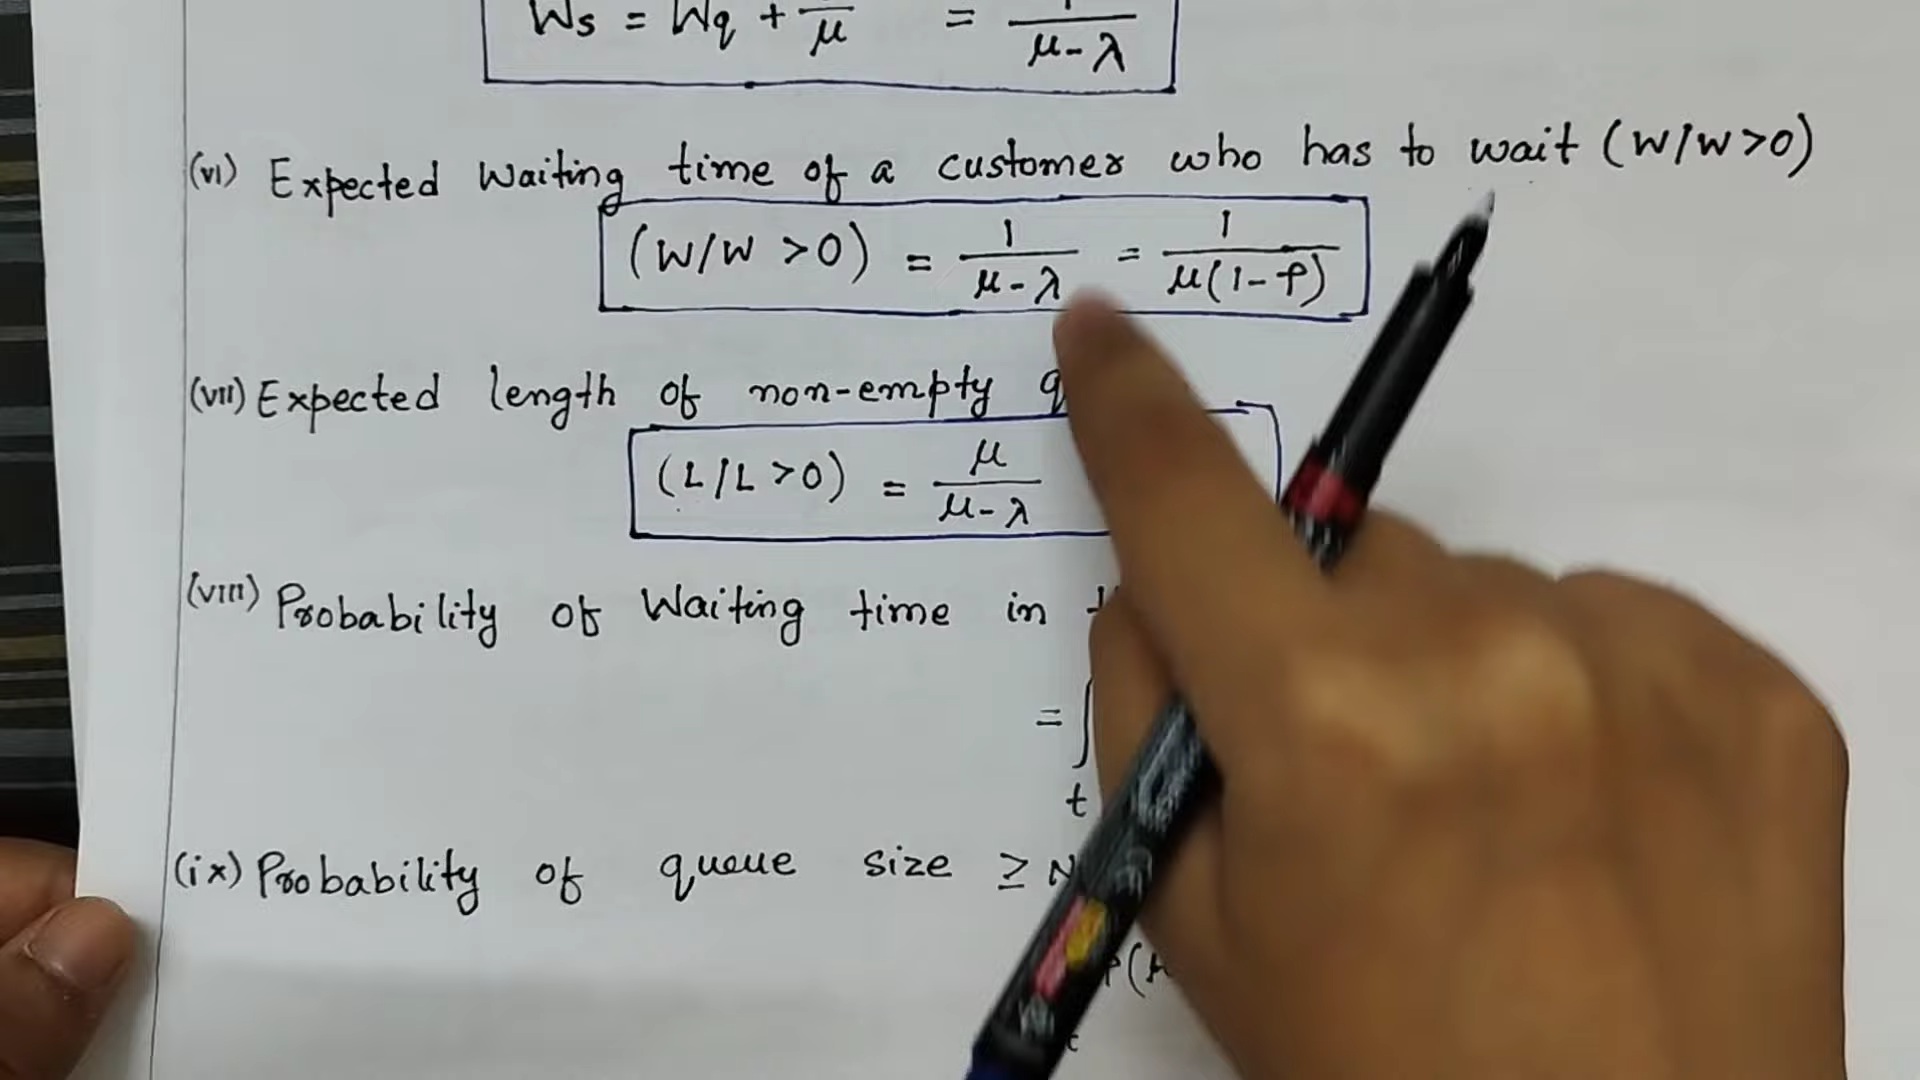 Ws = Wq + 1/μ = 1/μ-λ
(vi) Expected waiting time of a customer who has to wait (W/W>0)
(W/W >0) = 1/μ-λ = 1/μ(1-ρ)
(vii) Expected length of non-empty
(L/L >0) = μ/μ-λ
(viii) Probability of Waiting time in
= ∫
t
(ix) Probability of queue size ≥ N
P(